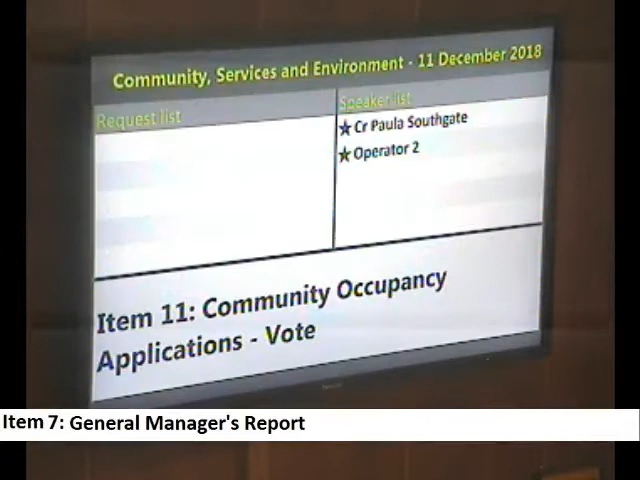 Community, Services and Environment - 11 December 2018
Request list
Speaker list
★ Cr Paula Southgate
★ Operator 2
Item 11: Community Occupancy
Applications - Vote
Item 7: General Manager's Report